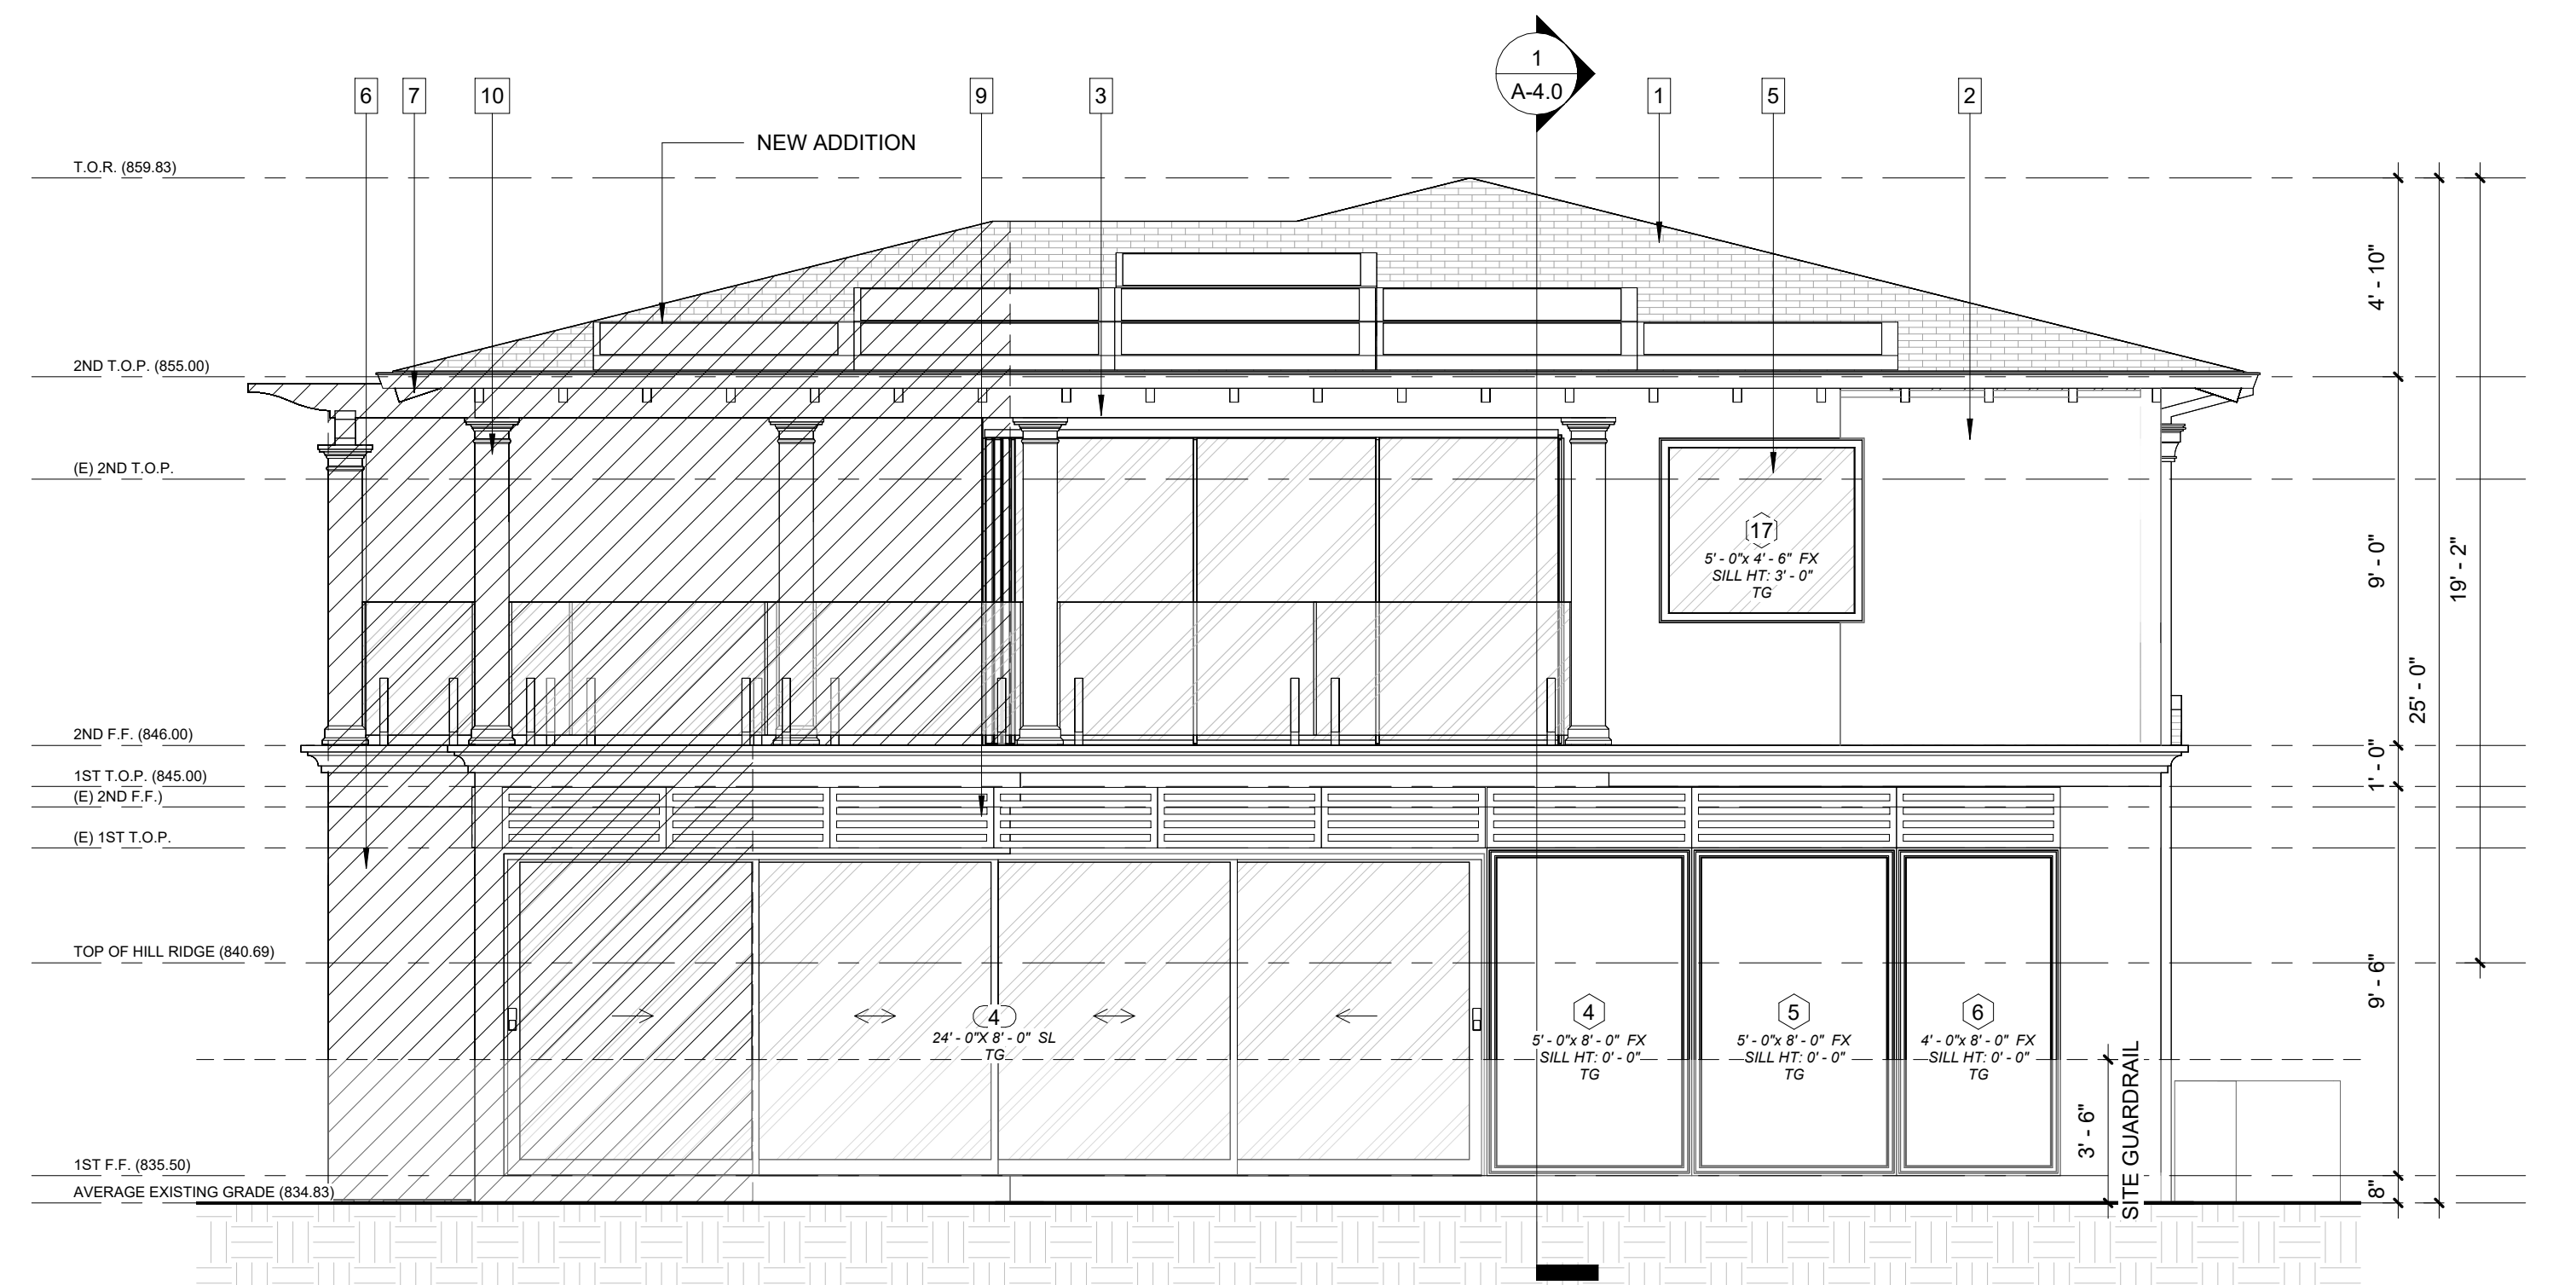 1
A-4.0
6
7
10
9
3
1
5
2
NEW ADDITION
T.O.R. (859.83)
4' - 10"
2ND T.O.P. (855.00)
(E) 2ND T.O.P.
17
5' - 0"x 4' - 6" FX
SILL HT: 3' - 0"
TG
9' - 0"
19' - 2"
25' - 0"
2ND F.F. (846.00)
1ST T.O.P. (845.00)
1' - 0"
(E) 2ND F.F.)
(E) 1ST T.O.P.
TOP OF HILL RIDGE (840.69)
9' - 6"
4
24' - 0"X 8' - 0" SL
TG
4
5' - 0"x 8' - 0" FX
SILL HT: 0' - 0"
TG
5
5' - 0"x 8' - 0" FX
SILL HT: 0' - 0"
TG
6
4' - 0"x 8' - 0" FX
SILL HT: 0' - 0"
TG
3' - 6"
SITE GUARDRAIL
1ST F.F. (835.50)
AVERAGE EXISTING GRADE (834.83)
8"